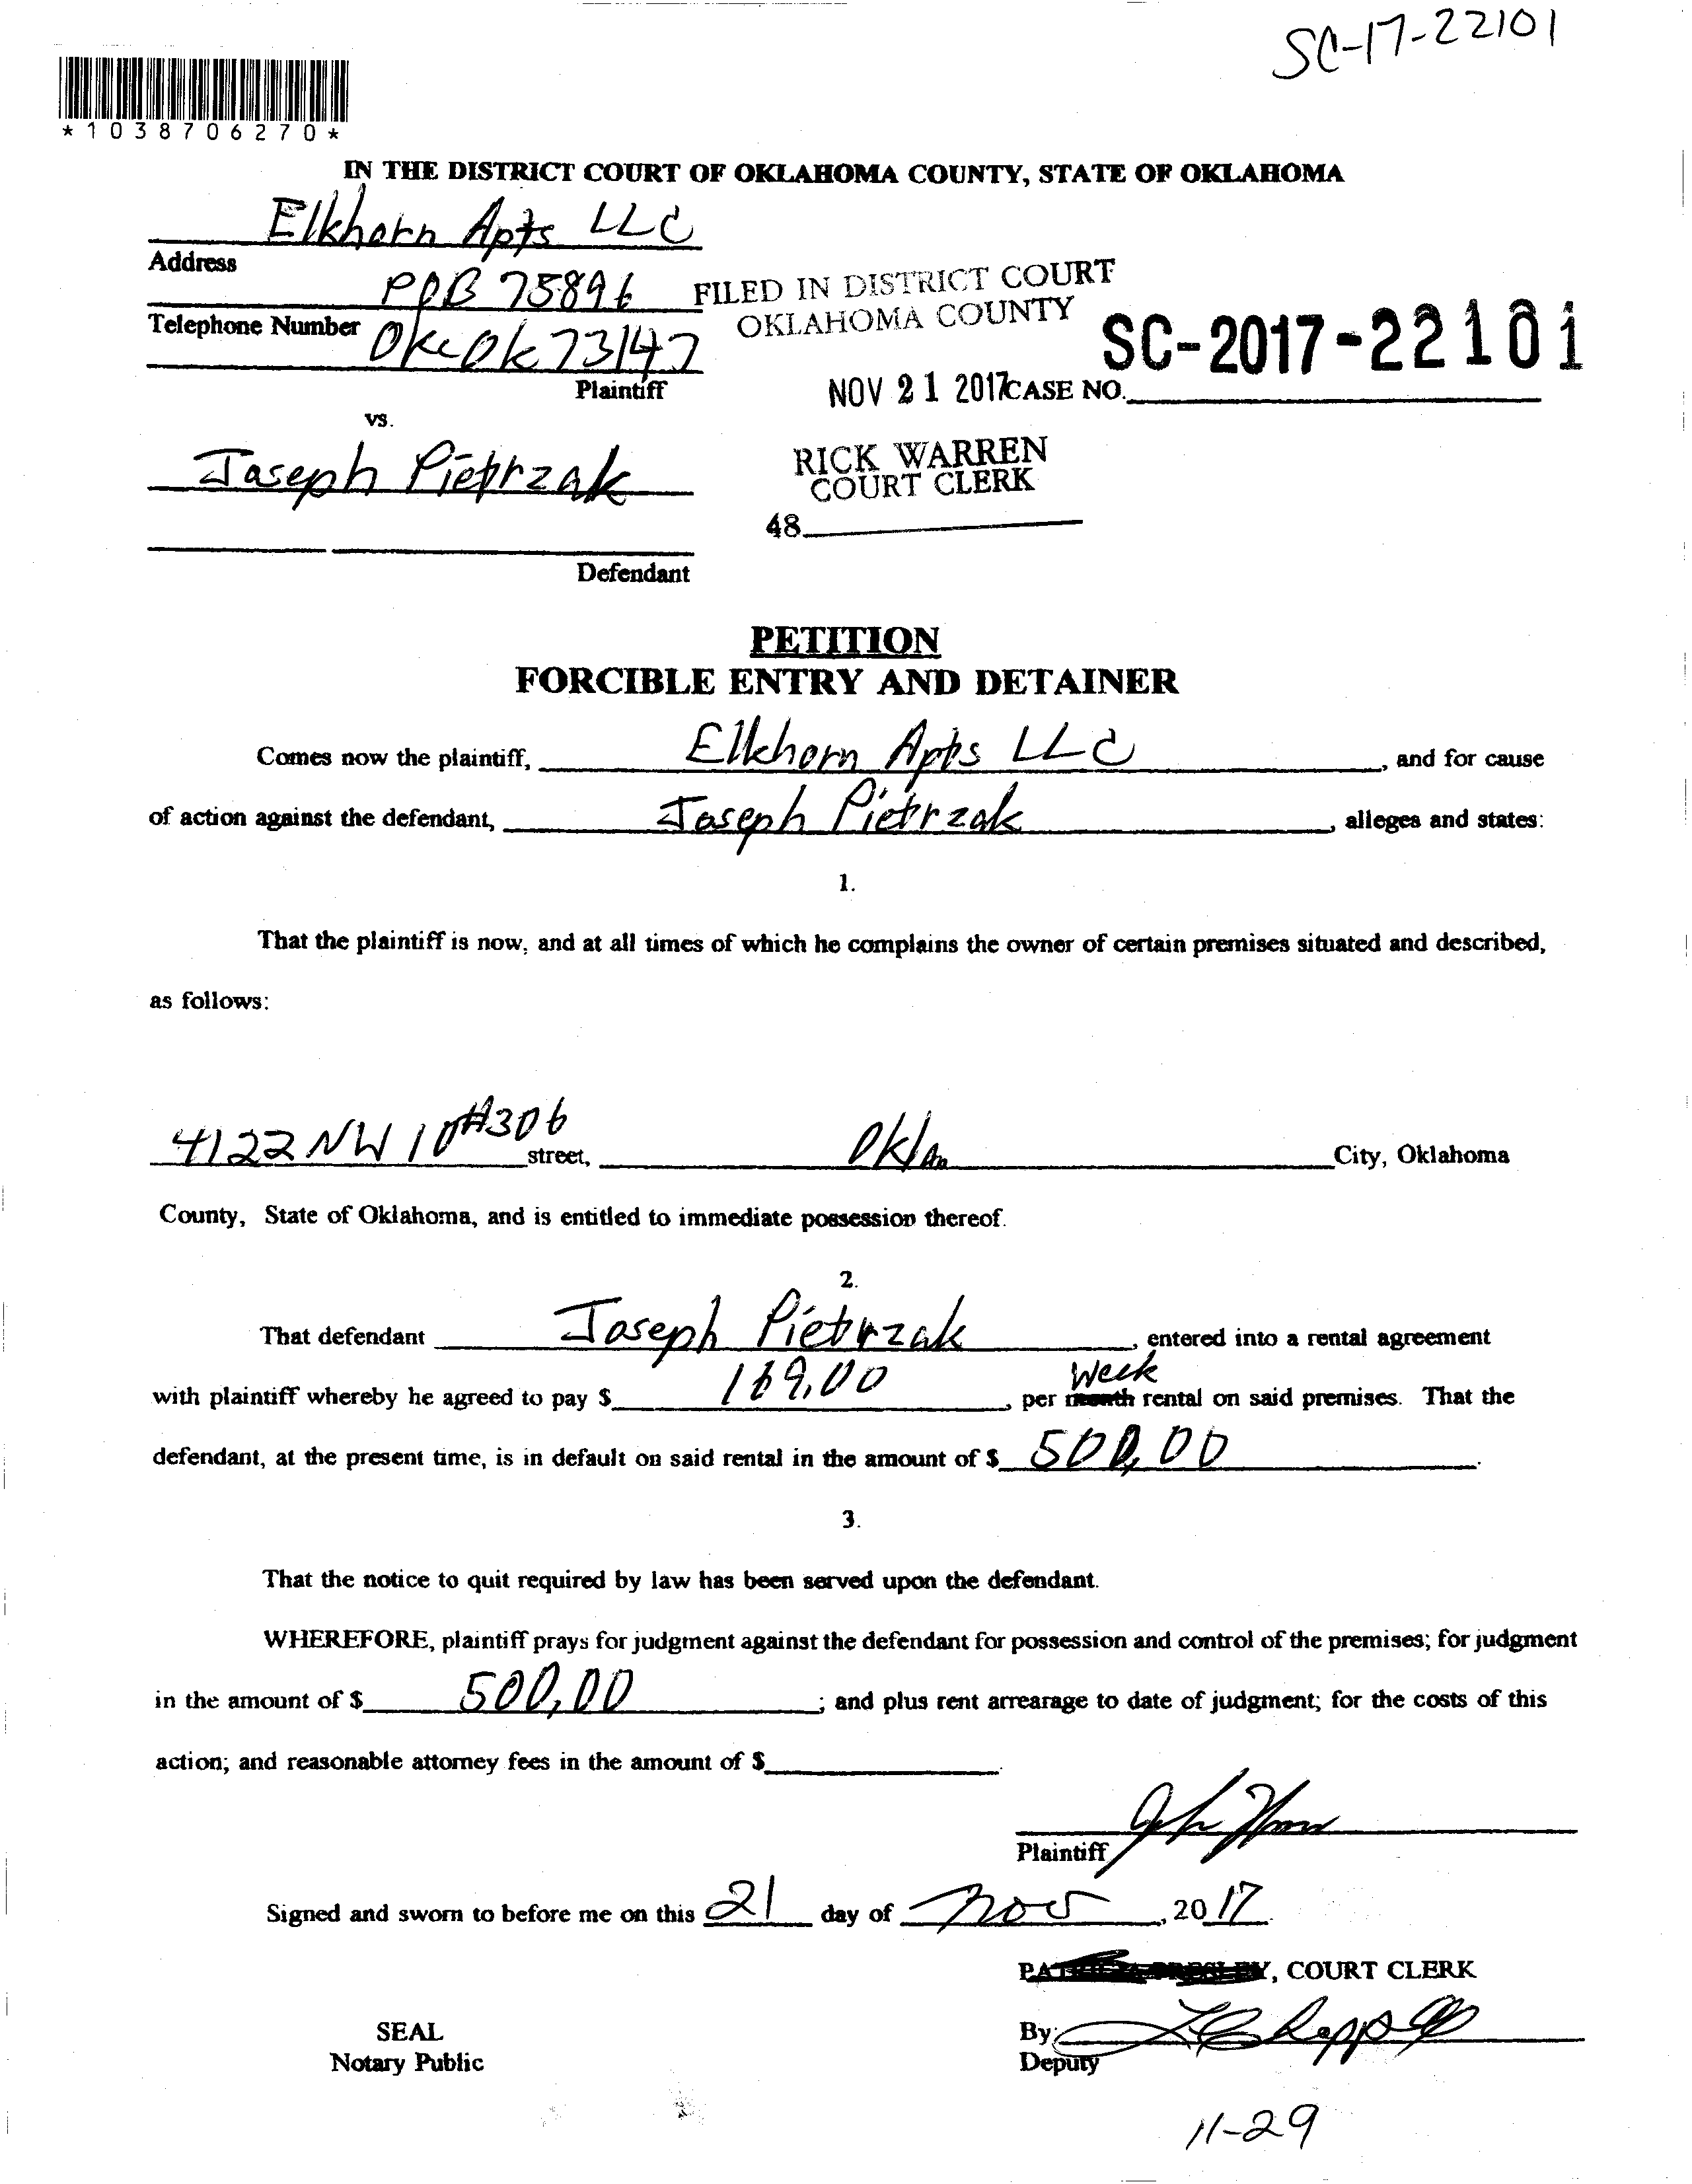 SC-17-22101
*1038706270*
IN THE DISTRICT COURT OF OKLAHOMA COUNTY, STATE OF OKLAHOMA
Elkhorn Apts LLC
Address
POB 75896
FILED IN DISTRICT COURT
OKLAHOMA COUNTY
Telephone Number
OKC Ok 73147
SC-2017-22101
Plaintiff
NOV 21 2017 CASE NO.
vs.
Joseph Pietrzak
RICK WARREN
COURT CLERK
48
Defendant
PETITION
FORCIBLE ENTRY AND DETAINER
Comes now the plaintiff, Elkhorn Apts LLC, and for cause
of action against the defendant, Joseph Pietrzak, alleges and states:
1.
That the plaintiff is now, and at all times of which he complains the owner of certain premises situated and described,
as follows:
4122 NW 10 #306 street, Okla City, Oklahoma
County, State of Oklahoma, and is entitled to immediate possession thereof.
2.
That defendant Joseph Pietrzak, entered into a rental agreement
Week
with plaintiff whereby he agreed to pay $ 169.00, per month rental on said premises. That the
defendant, at the present time, is in default on said rental in the amount of $ 500.00.
3.
That the notice to quit required by law has been served upon the defendant.
WHEREFORE, plaintiff prays for judgment against the defendant for possession and control of the premises; for judgment
in the amount of $ 500.00; and plus rent arrearage to date of judgment; for the costs of this
action; and reasonable attorney fees in the amount of $.
Plaintiff
Signed and sworn to before me on this 21 day of Nov, 2017.
PATRICIA PRESLEY, COURT CLERK
SEAL
Notary Public
By:
Deputy
11-29